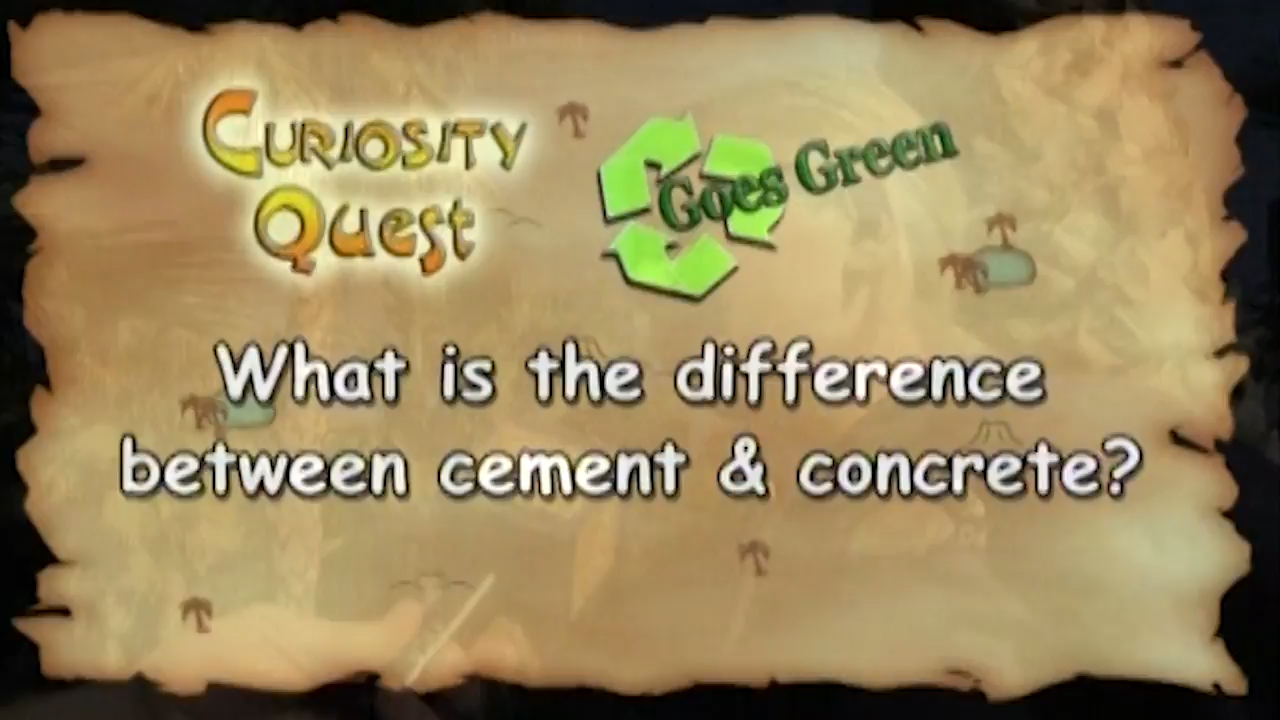 CURIOSITY
QUEST
Goes Green
What is the difference
between cement & concrete?